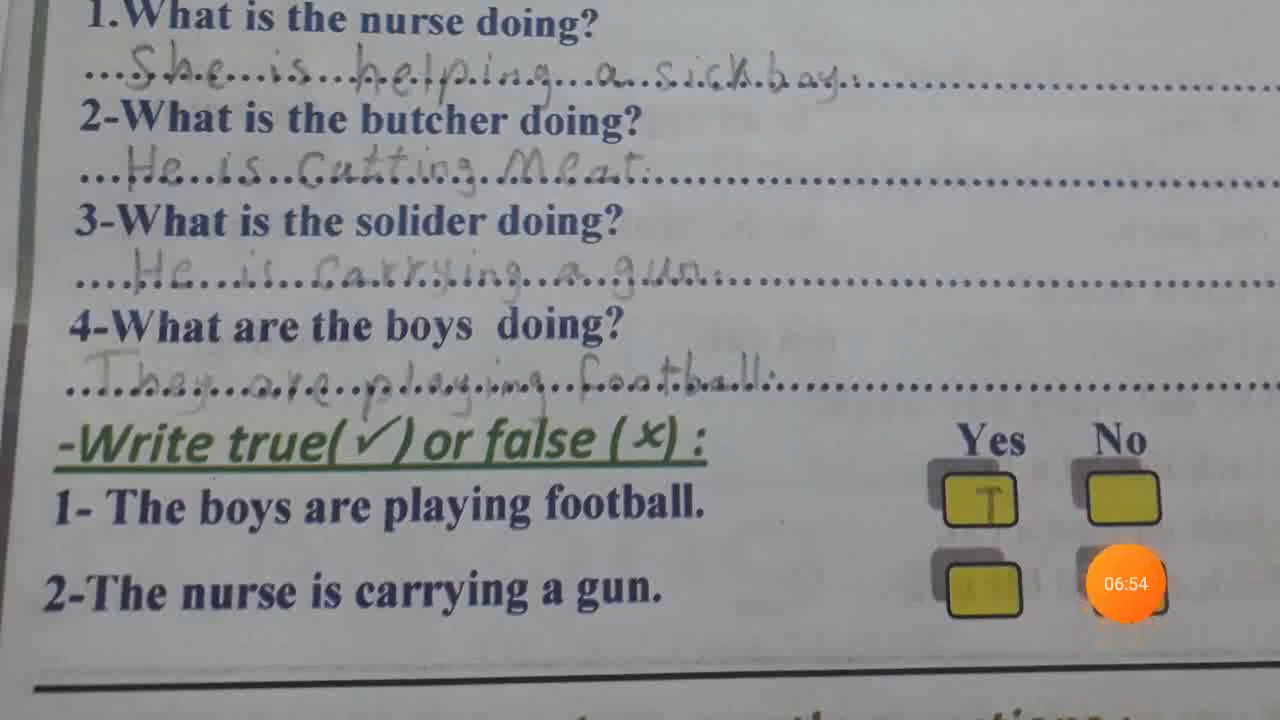 1.What is the nurse doing?
She is helping a sick boy.
2-What is the butcher doing?
He is cutting Meat.
3-What is the solider doing?
He is carrying a gun.
4-What are the boys doing?
They are playing football.
-Write true(✓) or false (×) : Yes No
1- The boys are playing football. T
2-The nurse is carrying a gun.
06:54